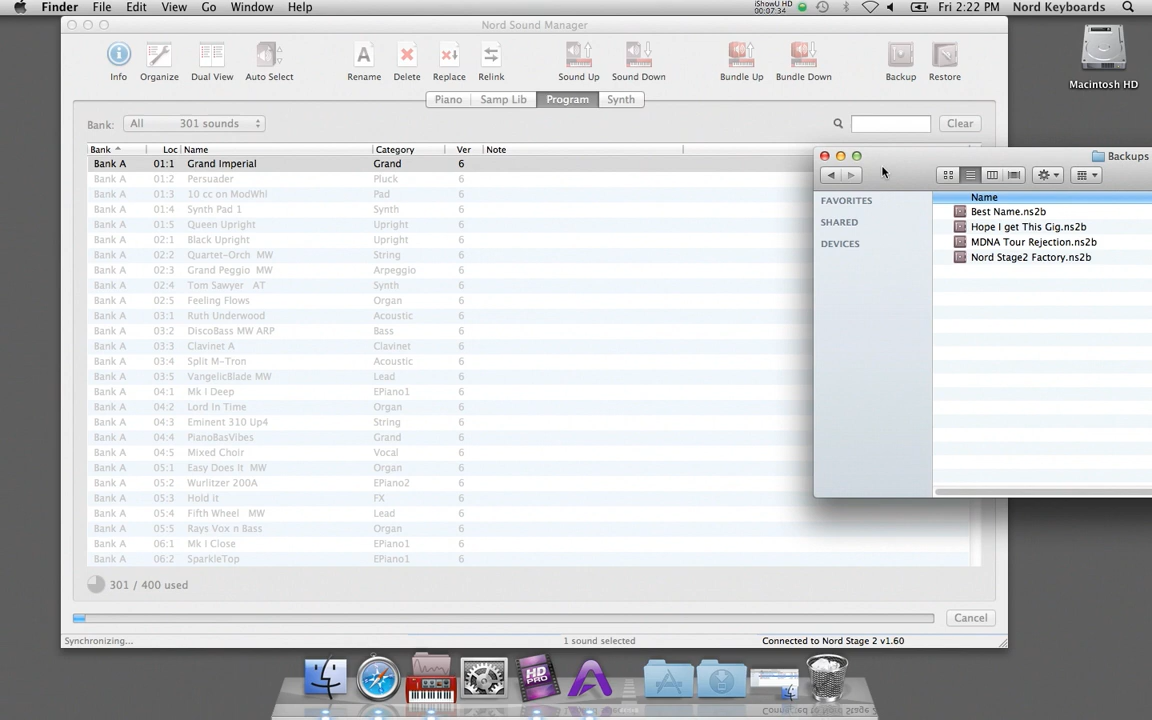 Finder File Edit View Go Window Help iShowU HD 00:07:34 Fri 2:22 PM Nord Keyboards
Nord Sound Manager
Macintosh HD
Info Organize Dual View Auto Select Rename Delete Replace Relink Sound Up Sound Down Bundle Up Bundle Down Backup Restore
Piano Samp Lib Program Synth
Bank: All 301 sounds Clear
Bank Loc Name Category Ver Note
Bank A 01:1 Grand Imperial Grand 6
Bank A 01:2 Persuader Pluck 6
Bank A 01:3 10 cc on ModWhl Pad 6
Bank A 01:4 Synth Pad 1 Synth 6
Bank A 01:5 Queen Upright Upright 6
Bank A 02:1 Black Upright Upright 6
Bank A 02:2 Quartet-Orch MW String 6
Bank A 02:3 Grand Peggio MW Arpeggio 6
Bank A 02:4 Tom Sawyer AT Synth 6
Bank A 02:5 Feeling Flows Organ 6
Bank A 03:1 Ruth Underwood Acoustic 6
Bank A 03:2 DiscoBass MW ARP Bass 6
Bank A 03:3 Clavinet A Clavinet 6
Bank A 03:4 Split M-Tron Acoustic 6
Bank A 03:5 VangelicBlade MW Lead 6
Bank A 04:1 Mk I Deep EPiano1 6
Bank A 04:2 Lord In Time Organ 6
Bank A 04:3 Eminent 310 Up4 String 6
Bank A 04:4 PianoBasVibes Grand 6
Bank A 04:5 Mixed Choir Vocal 6
Bank A 05:1 Easy Does It MW Organ 6
Bank A 05:2 Wurlitzer 200A EPiano2 6
Bank A 05:3 Hold it FX 6
Bank A 05:4 Fifth Wheel MW Lead 6
Bank A 05:5 Rays Vox n Bass Organ 6
Bank A 06:1 Mk I Close EPiano1 6
Bank A 06:2 SparkleTop EPiano1 6
Backups
FAVORITES
SHARED
DEVICES
Name
Best Name.ns2b
Hope I get This Gig.ns2b
MDNA Tour Rejection.ns2b
Nord Stage2 Factory.ns2b
301 / 400 used
Cancel
Synchronizing... 1 sound selected Connected to Nord Stage 2 v1.60
HD
PRO